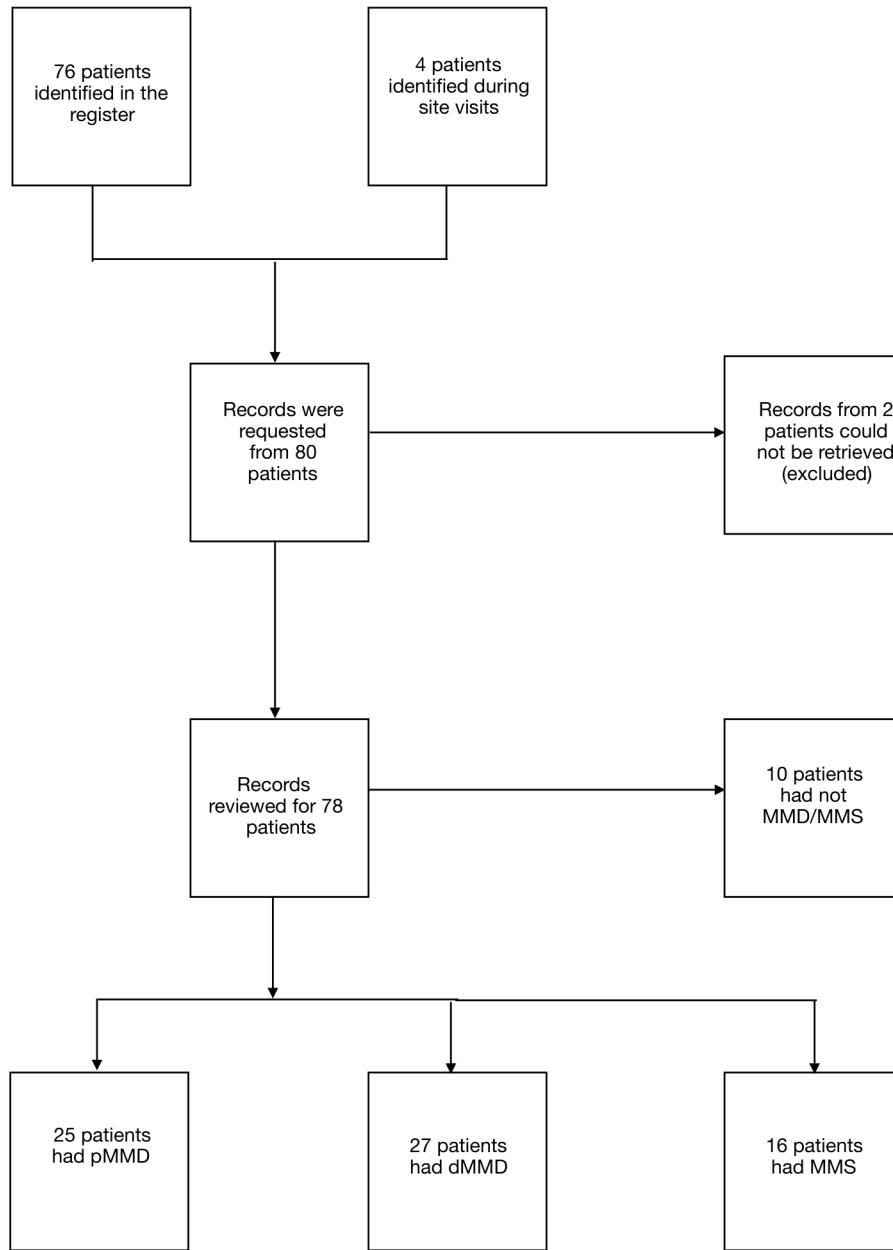 76 patients
identified in the
register
4 patients
identified during
site visits
Records were
requested
from 80
patients
Records from 2
patients could
not be retrieved
(excluded)
Records
reviewed for 78
patients
10 patients
had not
MMD/MMS
25 patients
had pMMD
27 patients
had dMMD
16 patients
had MMS